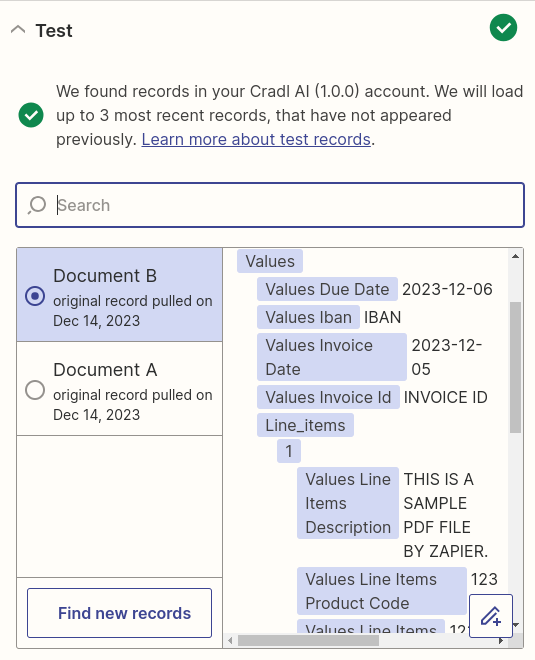 Test
We found records in your Cradl AI (1.0.0) account. We will load
up to 3 most recent records, that have not appeared
previously. Learn more about test records.
Search
Document B
original record pulled on
Dec 14, 2023
Document A
original record pulled on
Dec 14, 2023
Find new records
Values
Values Due Date 2023-12-06
Values Iban IBAN
Values Invoice Date 2023-12-
05
Values Invoice Id INVOICE ID
Line_items
1
Values Line THIS IS A
Items SAMPLE
Description PDF FILE
BY ZAPIER.
Values Line Items 123
Product Code
Values Line Items